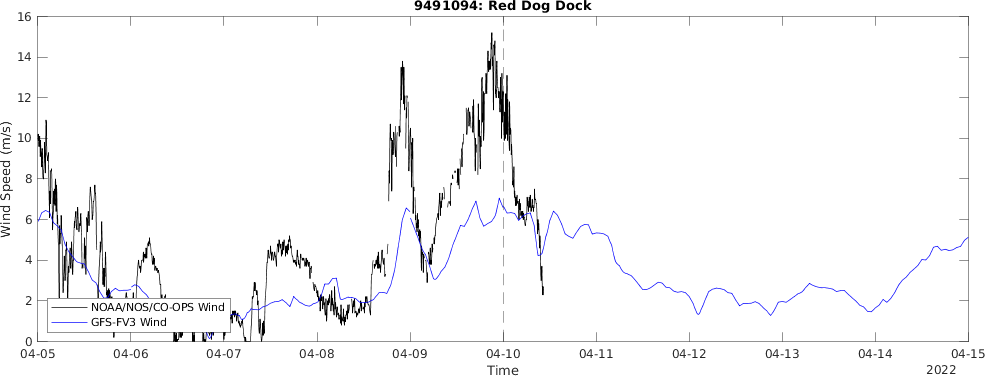 9491094: Red Dog Dock
Wind Speed (m/s)
16
14
12
10
8
6
4
2
0
NOAA/NOS/CO-OPS Wind
GFS-FV3 Wind
04-05 04-06 04-07 04-08 04-09 04-10 04-11 04-12 04-13 04-14 04-15
Time
2022